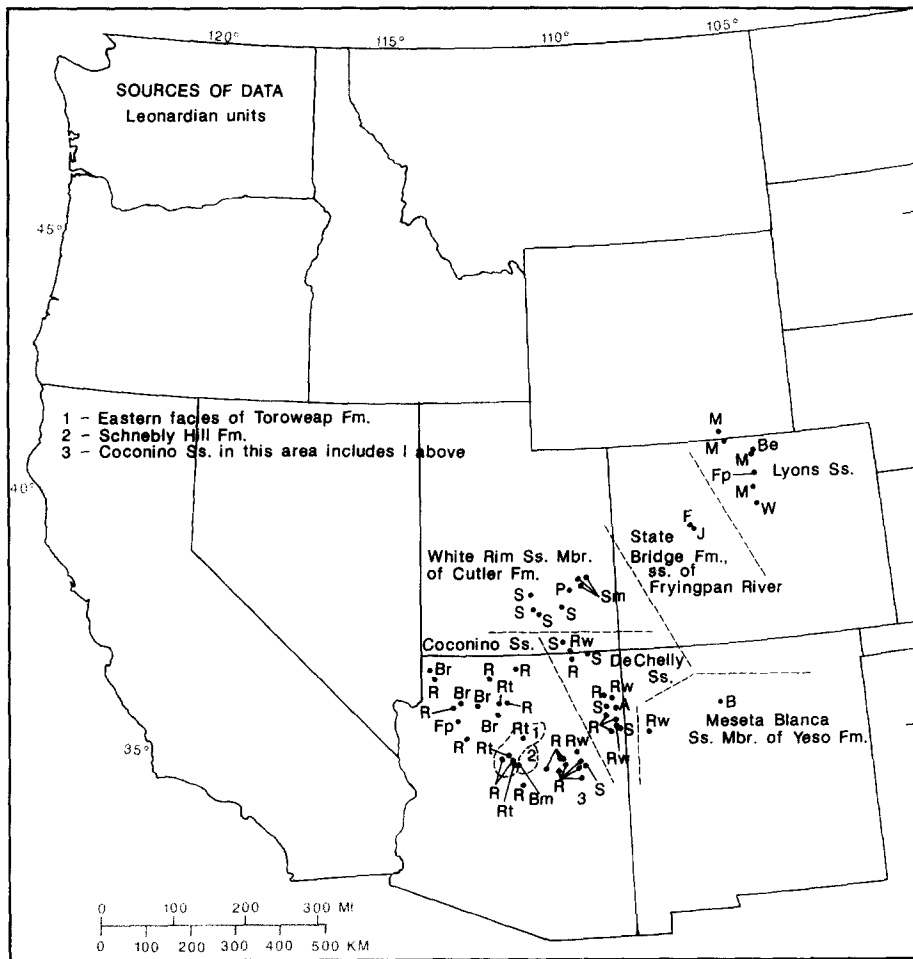 120°
115°
110°
105°
SOURCES OF DATA
Leonardian units
45°
1 - Eastern facies of Toroweap Fm.
2 - Schnebly Hill Fm.
3 - Coconino Ss. in this area includes I above
40°
M
M
Be
M
Fp
Lyons Ss.
M
W
F
J
State
Bridge Fm.,
ss. of
Fryingpan River
White Rim Ss. Mbr.
of Cutler Fm.
P
Sm
S
S
S
S
Coconino Ss.
S
Rw
S
R
DeChelly
Ss.
Br
R
R
R
Rt
Br
Br
R
R
Br
Fp
R
Rt
1
2
Rt
R
Rt
R
Bm
R
Rw
R
3
S
R
Rw
S
A
R
S
Rw
Rw
B
Meseta Blanca
Ss. Mbr. of Yeso Fm.
35°
0 100 200 300 MI
0 100 200 300 400 500 KM